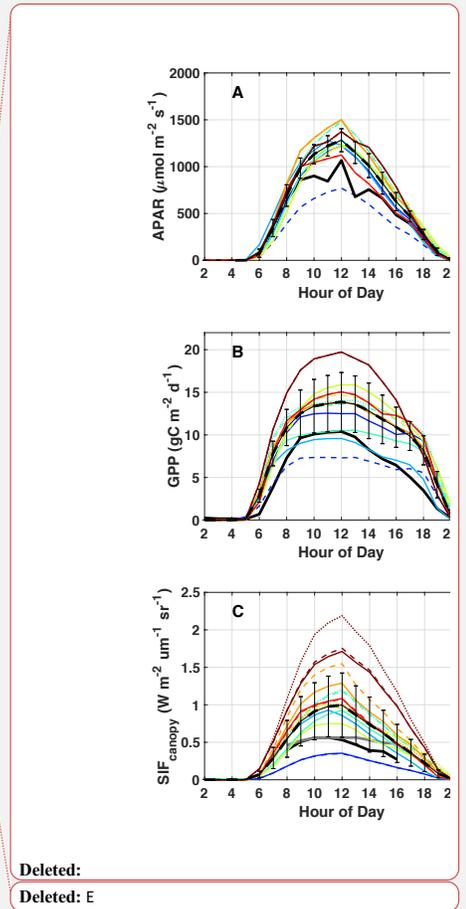 2000
A
1500
1000
500
0
APAR (μmol m⁻² s⁻¹)
2 4 6 8 10 12 14 16 18 2
Hour of Day
B
20
15
10
5
0
GPP (gC m⁻² d⁻¹)
2 4 6 8 10 12 14 16 18 2
Hour of Day
2.5
C
2
1.5
1
0.5
0
SIFcanopy (W m⁻² um⁻¹ sr⁻¹)
2 4 6 8 10 12 14 16 18 2
Hour of Day
Deleted:
Deleted: E